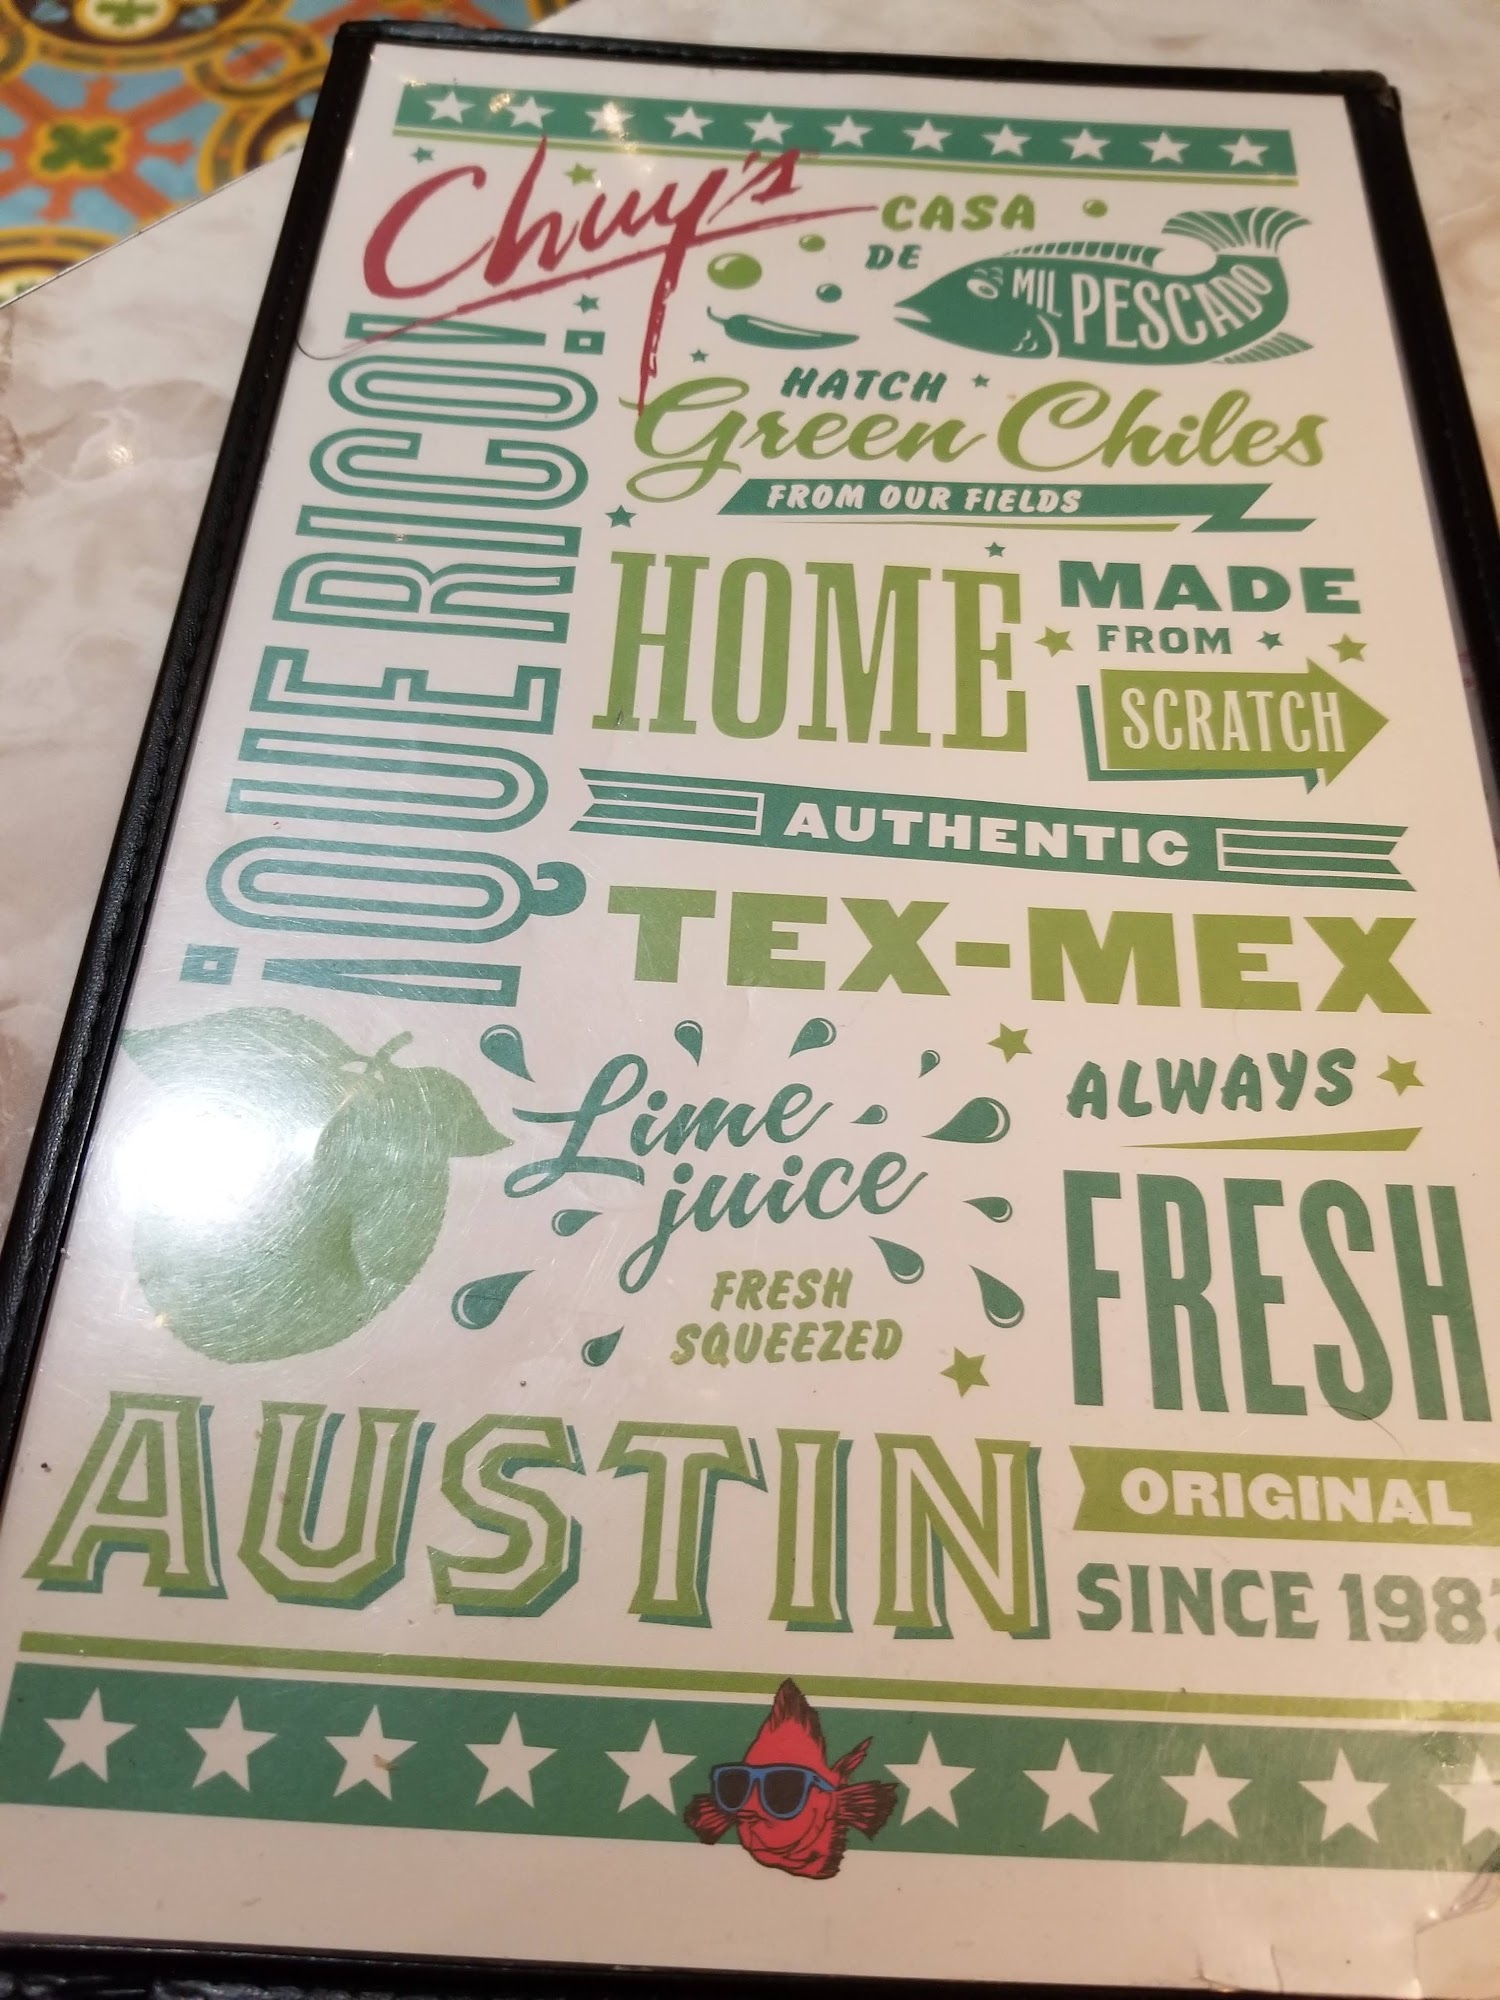 Chuy's
CASA
DE
MIL PESCADO
¡QUE RICO!
HATCH
Green Chiles
FROM OUR FIELDS
HOME
MADE
FROM
SCRATCH
AUTHENTIC
TEX-MEX
Lime
juice
FRESH
SQUEEZED
ALWAYS
FRESH
AUSTIN
ORIGINAL
SINCE 1982